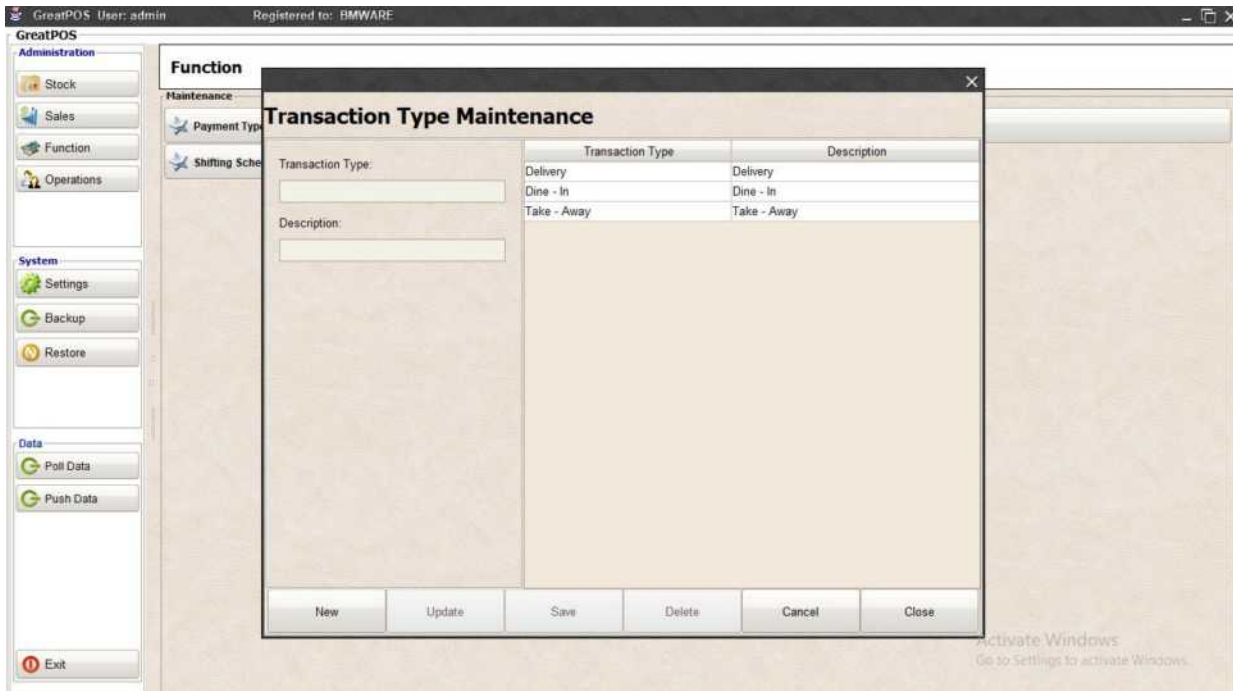 GreatPOS User: admin Registered to: BMWARE
GreatPOS
Administration
Stock
Sales
Function
Operations
System
Settings
Backup
Restore
Data
Poll Data
Push Data
Exit
Function
Maintenance
Payment Typ
Shifting Sche
Transaction Type Maintenance
Transaction Type:
Description:
Transaction Type Description
Delivery Delivery
Dine - In Dine - In
Take - Away Take - Away
New Update Save Delete Cancel Close
Activate Windows
Go to Settings to activate Windows.